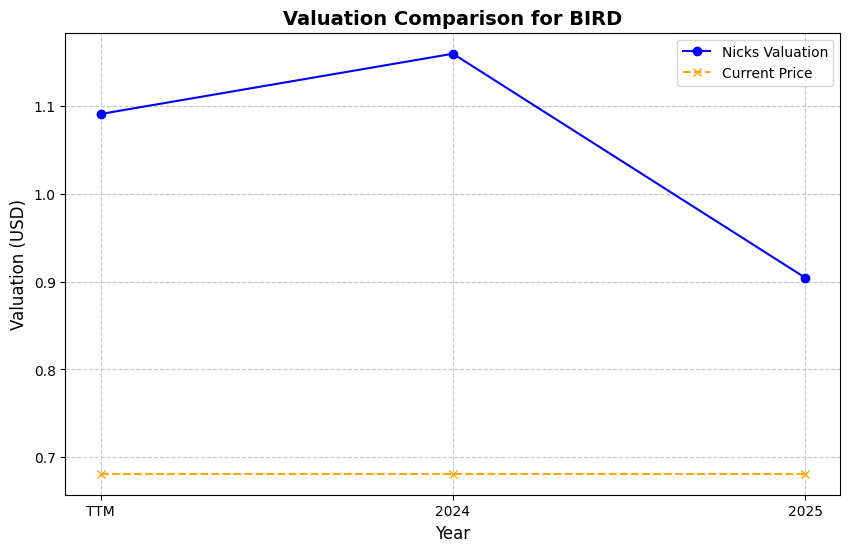 Valuation Comparison for BIRD
Nicks Valuation
Current Price
Valuation (USD)
1.1
1.0
0.9
0.8
0.7
TTM
2024
2025
Year